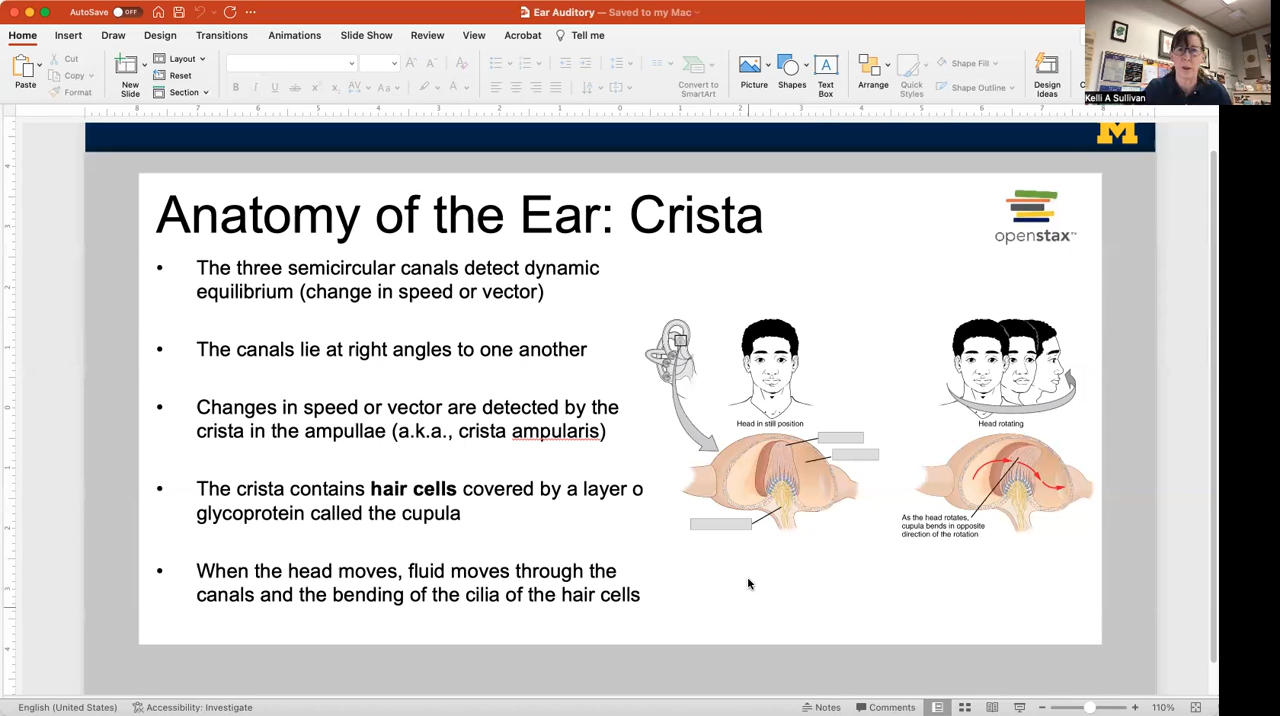 AutoSave OFF
Ear Auditory — Saved to my Mac
Home Insert Draw Design Transitions Animations Slide Show Review View Acrobat Tell me
Paste
Cut
Copy
Format
New
Slide
Layout
Reset
Section
Convert to
SmartArt
Picture
Shapes
Text
Box
Arrange
Quick
Styles
Shape Fill
Shape Outline
Design
Ideas
Kelli A Sullivan
M
Anatomy of the Ear: Crista
openstax™
• The three semicircular canals detect dynamic
equilibrium (change in speed or vector)
• The canals lie at right angles to one another
• Changes in speed or vector are detected by the
crista in the ampullae (a.k.a., crista ampularis)
• The crista contains hair cells covered by a layer o
glycoprotein called the cupula
• When the head moves, fluid moves through the
canals and the bending of the cilia of the hair cells
Head in still position
Head rotating
As the head rotates,
cupula bends in opposite
direction of the rotation
English (United States) Accessibility: Investigate Notes Comments 110%